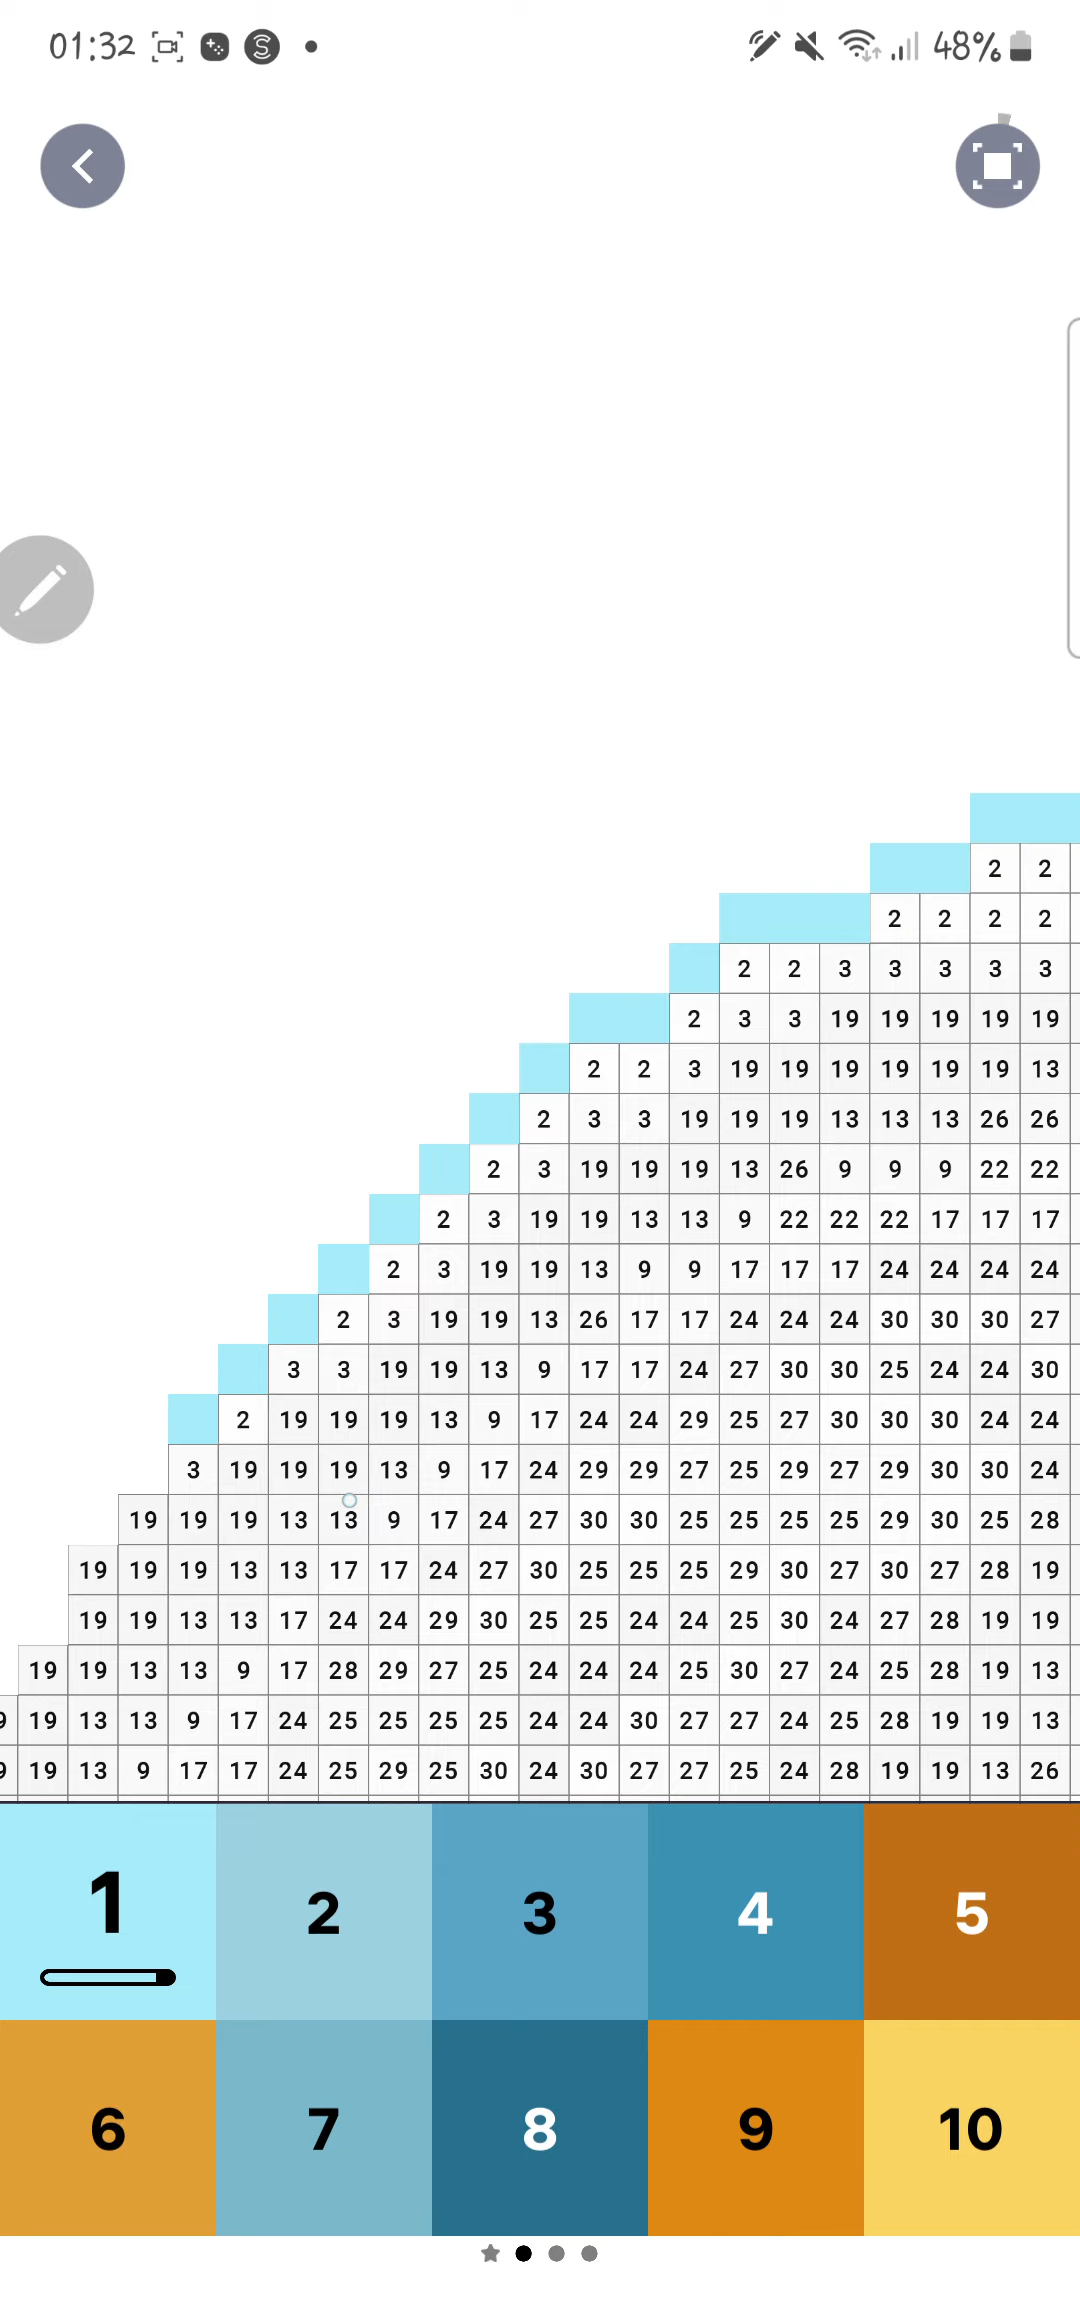 01:32 48%
2 2
2 2 2 2
2 2 3 3 3 3 3
2 3 3 19 19 19 19 19
2 2 3 19 19 19 19 19 19 13
2 3 3 19 19 19 13 13 13 26 26
2 3 19 19 19 13 26 9 9 9 22 22
2 3 19 19 13 13 9 22 22 22 17 17 17
2 3 19 19 13 9 9 17 17 17 24 24 24 24
2 3 19 19 13 26 17 17 24 24 24 30 30 30 27
3 3 19 19 13 9 17 17 24 27 30 30 25 24 24 30
2 19 19 19 13 9 17 24 24 29 25 27 30 30 30 24 24
3 19 19 19 13 9 17 24 29 29 27 25 29 27 29 30 30 24
19 19 19 13 13 9 17 24 27 30 30 25 25 25 25 29 30 25 28
19 19 19 13 13 17 17 24 27 30 25 25 25 29 30 27 30 27 28 19
19 19 13 13 17 24 24 29 30 25 25 24 24 25 30 24 27 28 19 19
19 19 13 13 9 17 28 29 27 25 24 24 24 25 30 27 24 25 28 19 13
9 19 13 13 9 17 24 25 25 25 25 24 24 30 27 27 24 25 28 19 19 13
9 19 13 9 17 17 24 25 29 25 30 24 30 27 27 25 24 28 19 19 13 26
1 2 3 4 5
6 7 8 9 10